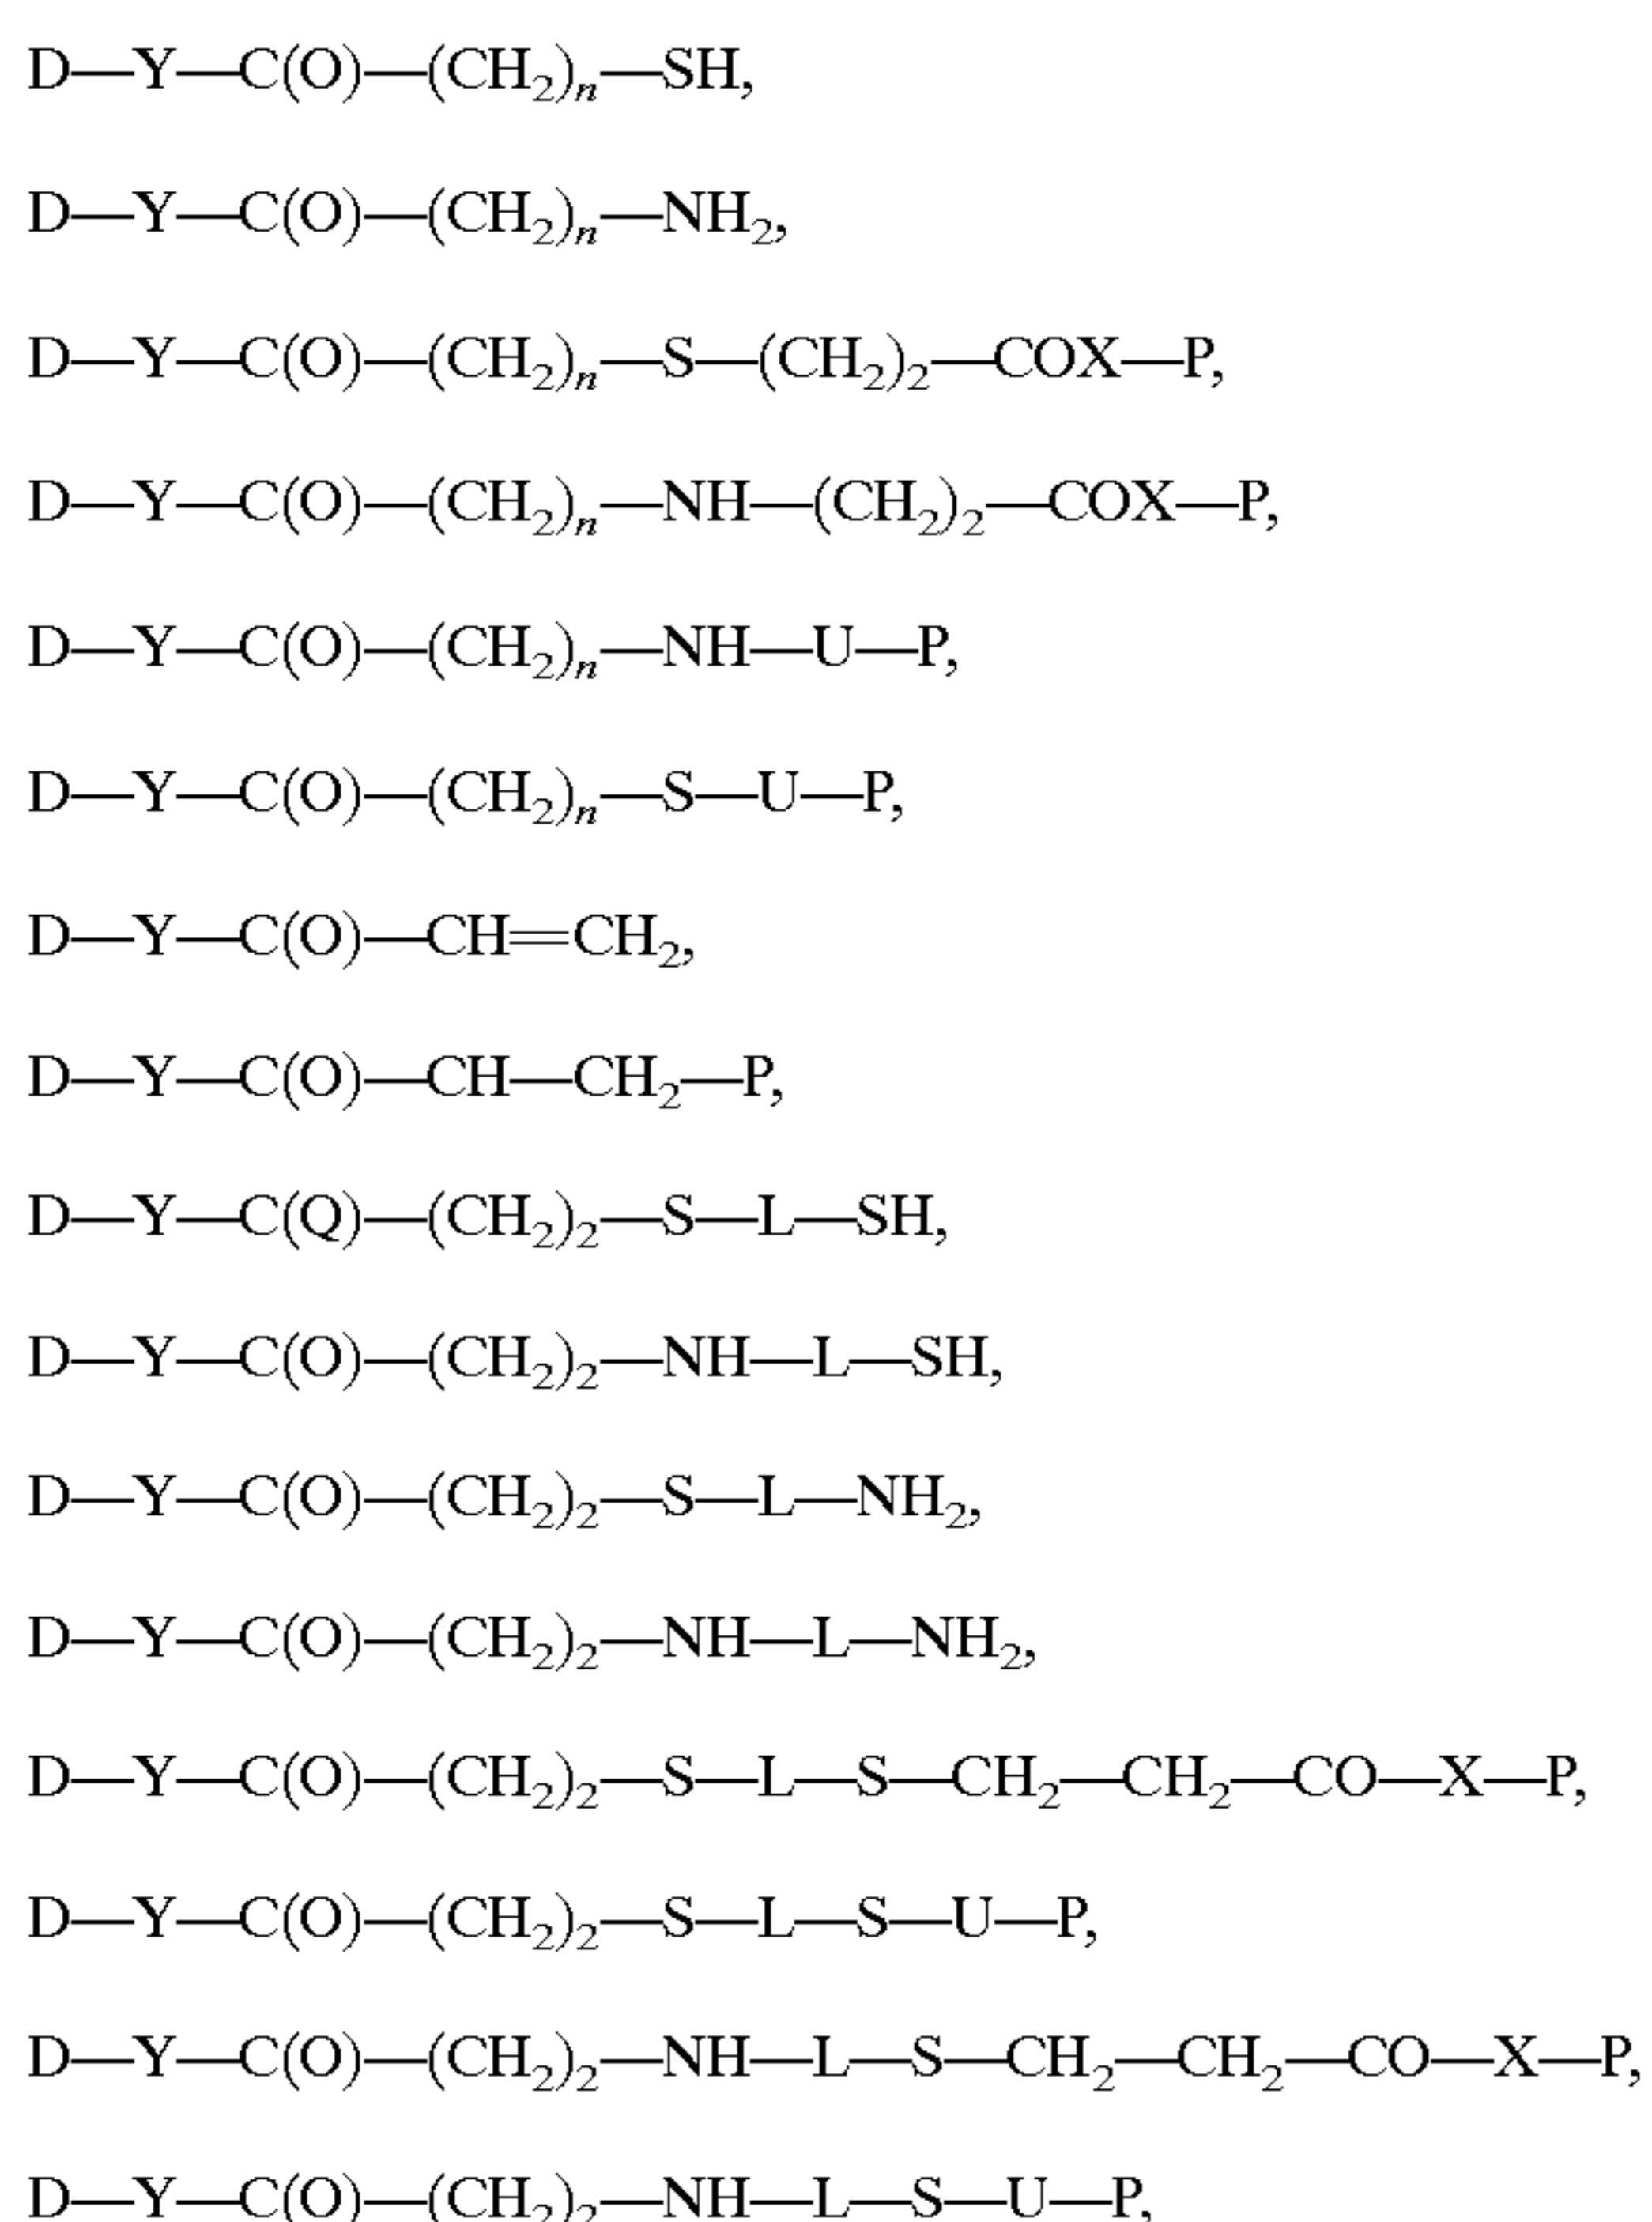 D—Y—C(O)—(CH₂)ₙ—SH,
D—Y—C(O)—(CH₂)ₙ—NH₂,
D—Y—C(O)—(CH₂)ₙ—S—(CH₂)₂—COX—P,
D—Y—C(O)—(CH₂)ₙ—NH—(CH₂)₂—COX—P,
D—Y—C(O)—(CH₂)ₙ—NH—U—P,
D—Y—C(O)—(CH₂)ₙ—S—U—P,
D—Y—C(O)—CH=CH₂,
D—Y—C(O)—CH—CH₂—P,
D—Y—C(Q)—(CH₂)₂—S—L—SH,
D—Y—C(O)—(CH₂)₂—NH—L—SH,
D—Y—C(O)—(CH₂)₂—S—L—NH₂,
D—Y—C(O)—(CH₂)₂—NH—L—NH₂,
D—Y—C(O)—(CH₂)₂—S—L—S—CH₂—CH₂—CO—X—P,
D—Y—C(O)—(CH₂)₂—S—L—S—U—P,
D—Y—C(O)—(CH₂)₂—NH—L—S—CH₂—CH₂—CO—X—P,
D—Y—C(O)—(CH₂)₂—NH—L—S—U—P,